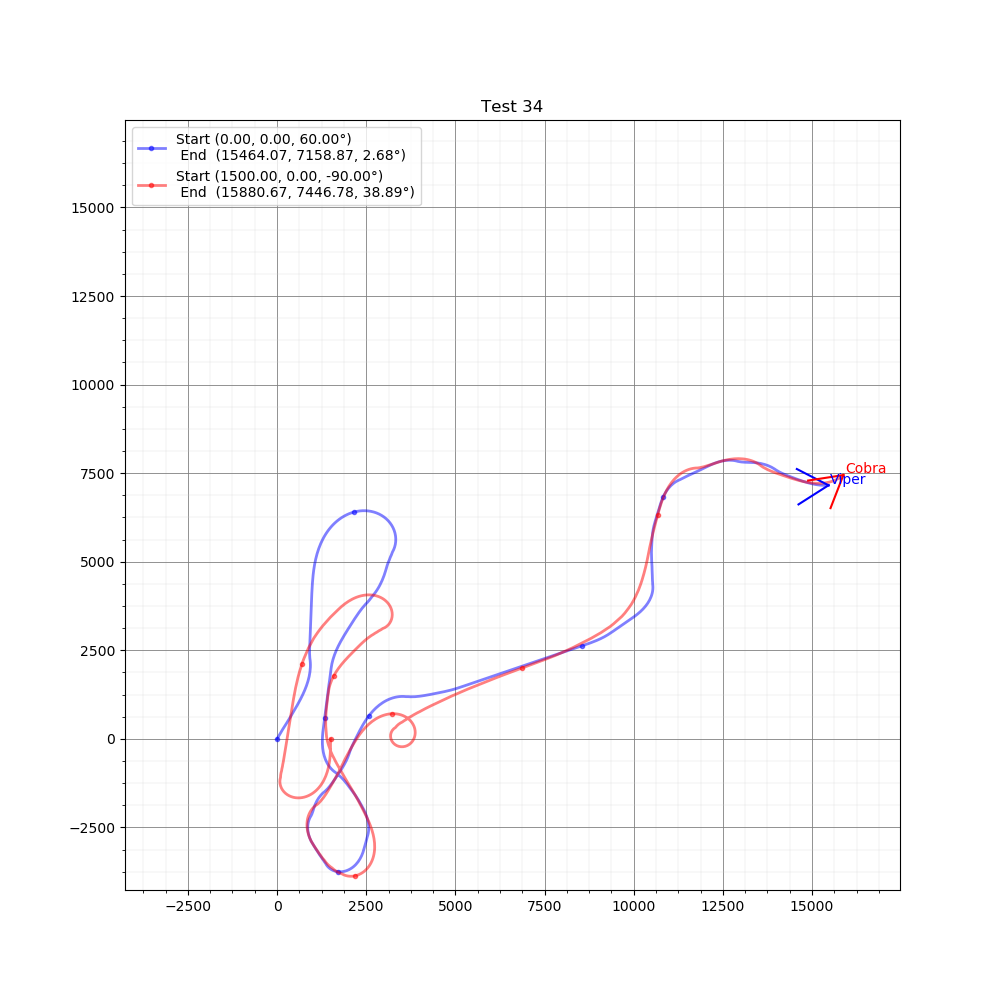 Test 34
Start (0.00, 0.00, 60.00°)
End  (15464.07, 7158.87, 2.68°)
Start (1500.00, 0.00, -90.00°)
End  (15880.67, 7446.78, 38.89°)
15000
12500
10000
7500
5000
2500
0
−2500
Cobra
Viper
−2500 0 2500 5000 7500 10000 12500 15000